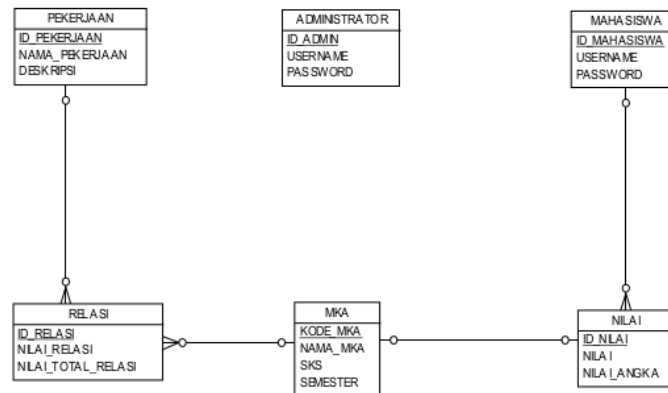 PEKERJAAN
ID_PEKERJAAN
NAMA_PEKERJAAN
DESKRIPSI
ADMINISTRATOR
ID_ADMIN
USERNAME
PASSWORD
MAHASISWA
ID_MAHASISWA
USERNAME
PASSWORD
RELASI
ID_RELASI
NILAI_RELASI
NILAI_TOTAL_RELASI
MKA
KODE_MKA
NAMA_MKA
SKS
SEMESTER
NILAI
ID_NILAI
NILAI
NILAI_ANGKA